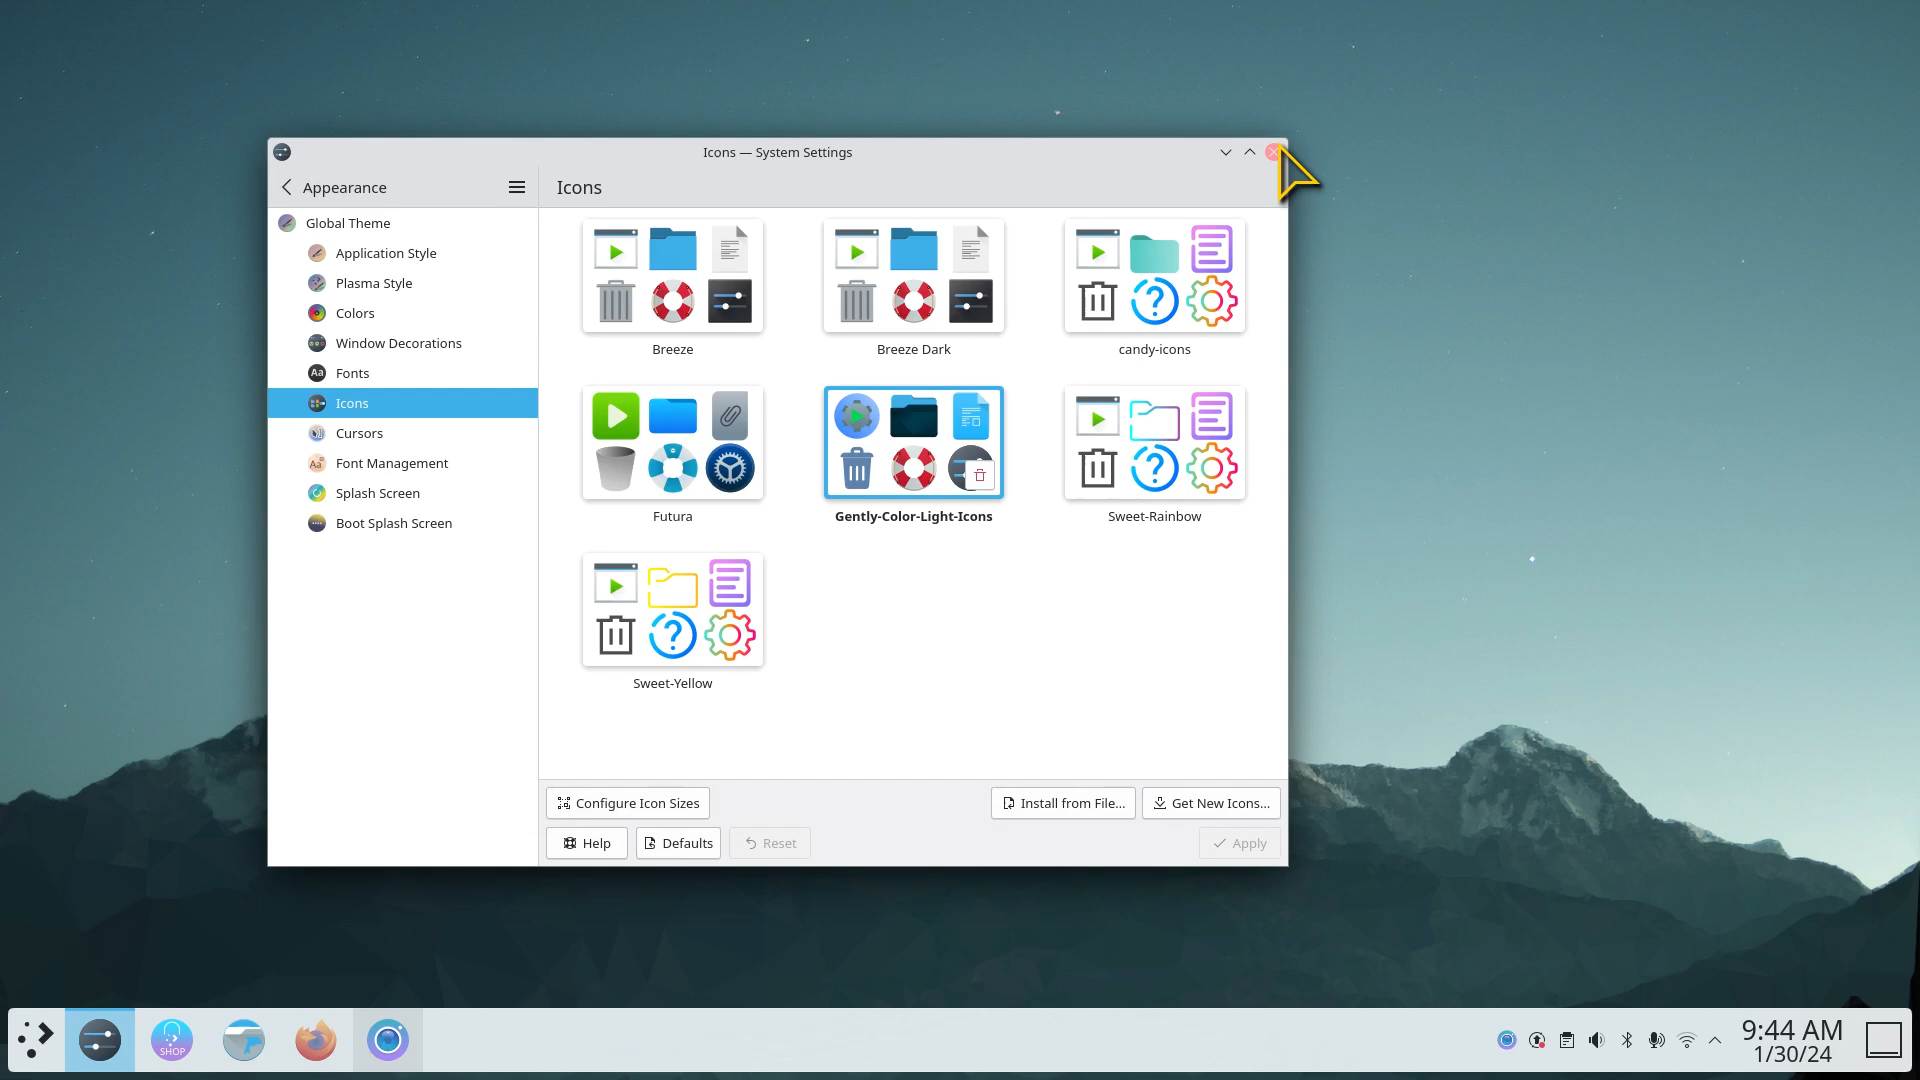 Icons — System Settings
Appearance
Icons
Global Theme
Application Style
Plasma Style
Colors
Window Decorations
Aa Fonts
Icons
Cursors
Aa Font Management
Splash Screen
Boot Splash Screen
Breeze
Breeze Dark
candy-icons
Futura
Gently-Color-Light-Icons
Sweet-Rainbow
Sweet-Yellow
Configure Icon Sizes
Install from File...
Get New Icons...
Help
Defaults
Reset
Apply
SHOP
9:44 AM
1/30/24